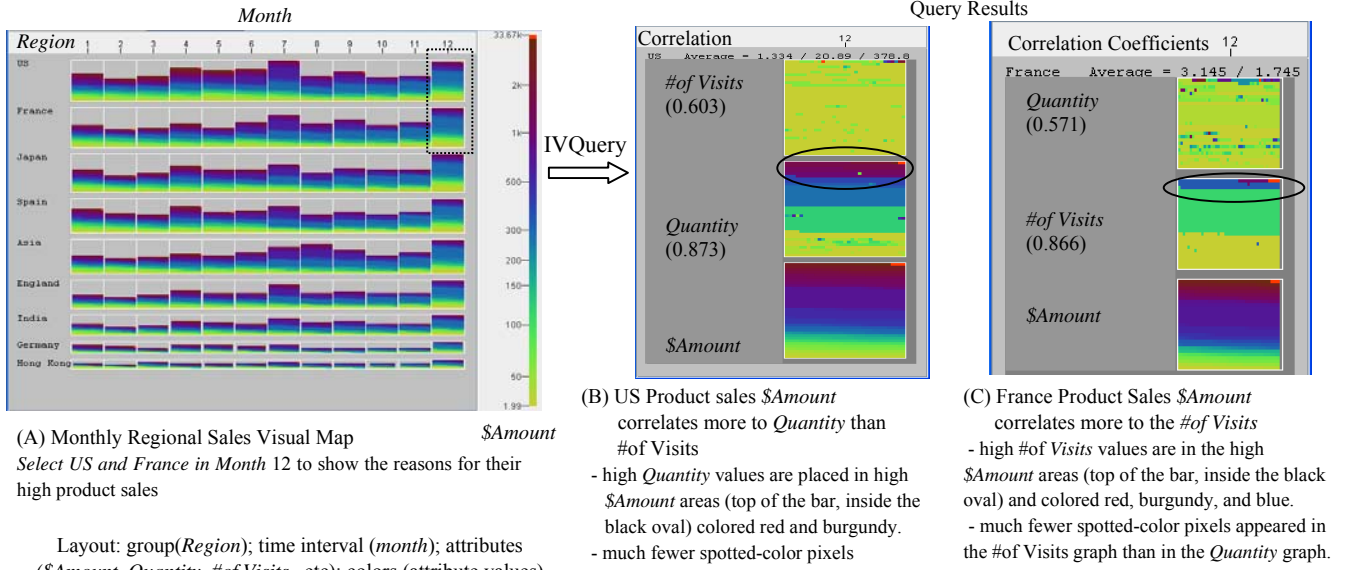 Month
Region
1 2 3 4 5 6 7 8 9 10 11 12
US
France
Japan
Spain
Asia
England
India
Germany
Hong Kong
33.67k
2k
1k
500
300
200
150
100
50
1.99
$Amount
(A) Monthly Regional Sales Visual Map
Select US and France in Month 12 to show the reasons for their
high product sales
Layout: group(Region); time interval (month); attributes
($Amount, Quantity, #of Visits, etc); colors (attribute values)
IVQuery
Query Results
Correlation
12
US Average = 1.334 / 20.89 / 378.8
#of Visits
(0.603)
Quantity
(0.873)
$Amount
(B) US Product sales $Amount
correlates more to Quantity than
#of Visits
- high Quantity values are placed in high
$Amount areas (top of the bar, inside the
black oval) colored red and burgundy.
- much fewer spotted-color pixels
Correlation Coefficients 12
France Average = 3.145 / 1.745
Quantity
(0.571)
#of Visits
(0.866)
$Amount
(C) France Product Sales $Amount
correlates more to the #of Visits
- high #of Visits values are in the high
$Amount areas (top of the bar, inside the black
oval) and colored red, burgundy, and blue.
- much fewer spotted-color pixels appeared in
the #of Visits graph than in the Quantity graph.